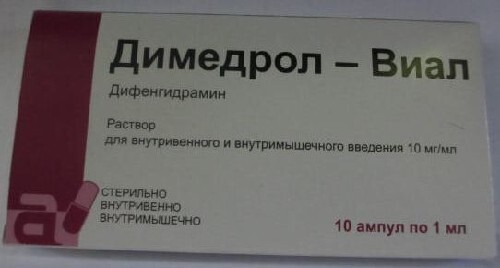 Димедрол – Виал
Дифенгидрамин
Раствор
для внутривенного и внутримышечного введения 10 мг/мл
СТЕРИЛЬНО
ВНУТРИВЕННО
ВНУТРИМЫШЕЧНО
10 ампул по 1 мл